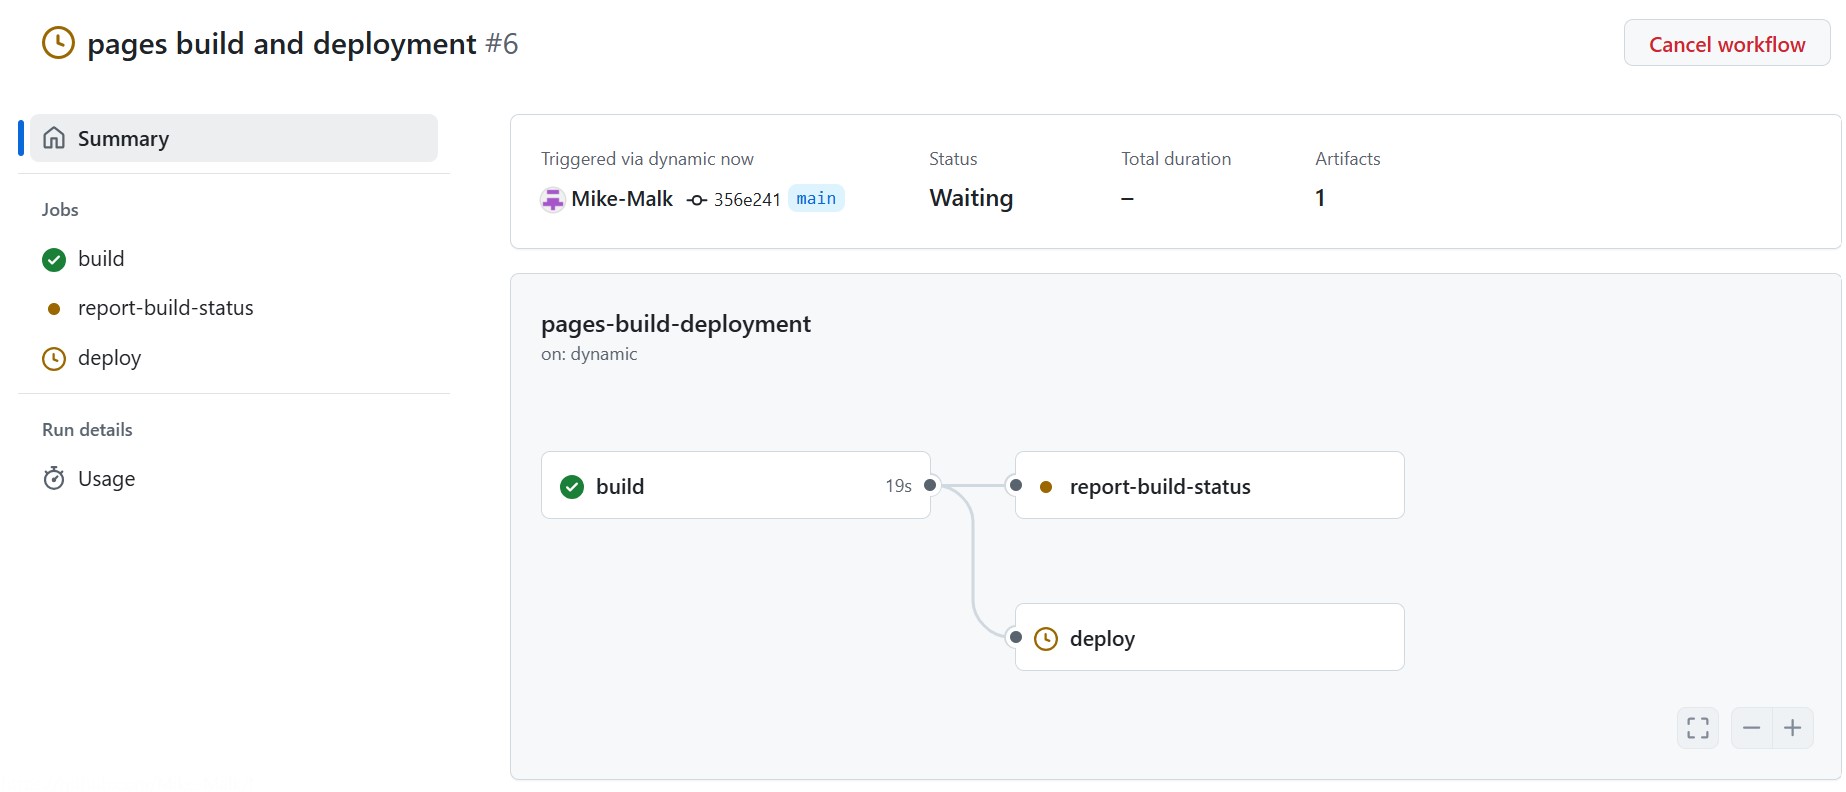 pages build and deployment #6
Cancel workflow
Summary
Jobs
build
report-build-status
deploy
Run details
Usage
Triggered via dynamic now
Mike-Malk 356e241 main
Status
Waiting
Total duration
–
Artifacts
1
pages-build-deployment
on: dynamic
build 19s
report-build-status
deploy